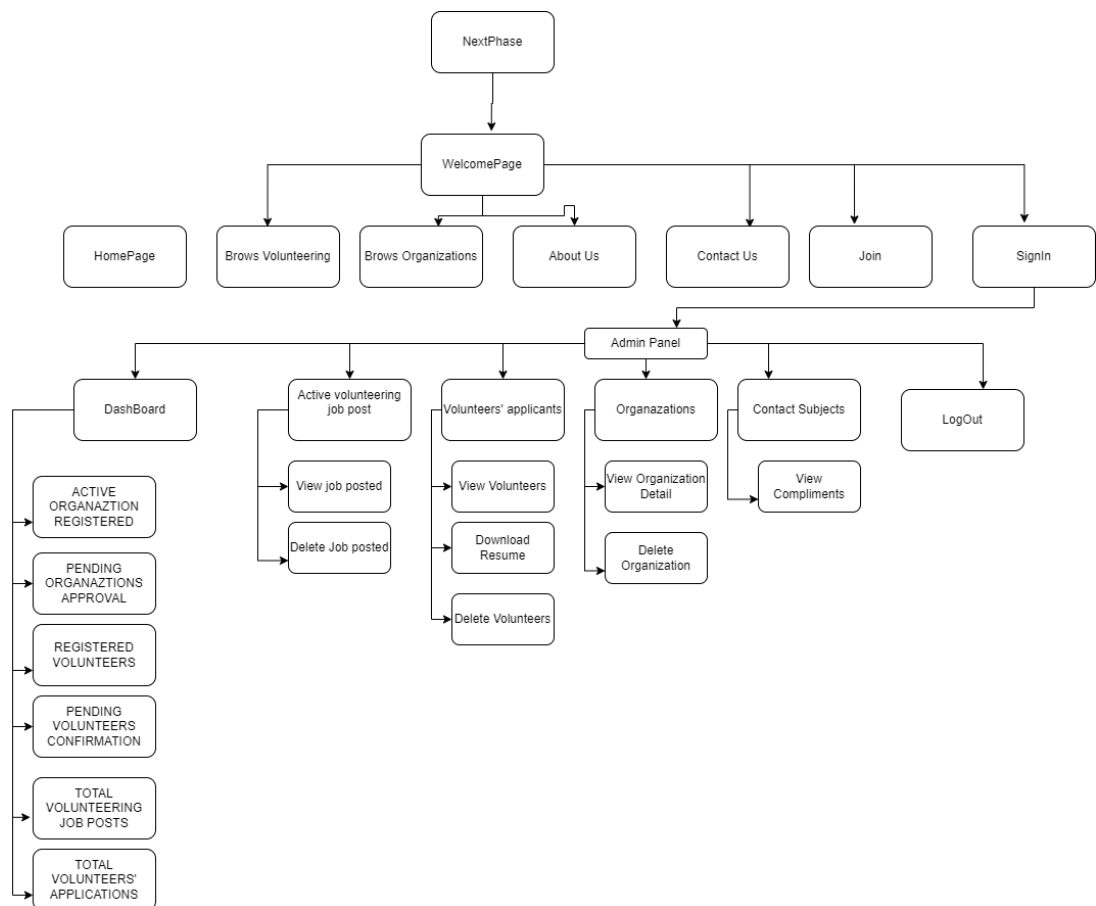 NextPhase
WelcomePage
HomePage
Brows Volunteering
Brows Organizations
About Us
Contact Us
Join
SignIn
Admin Panel
DashBoard
Active volunteering
job post
Volunteers' applicants
Organazations
Contact Subjects
LogOut
ACTIVE
ORGANAZTION
REGISTERED
PENDING
ORGANAZTIONS
APPROVAL
REGISTERED
VOLUNTEERS
PENDING
VOLUNTEERS
CONFIRMATION
TOTAL
VOLUNTEERING
JOB POSTS
TOTAL
VOLUNTEERS'
APPLICATIONS
View job posted
Delete Job posted
View Volunteers
Download
Resume
Delete Volunteers
View Organization
Detail
Delete
Organization
View
Compliments